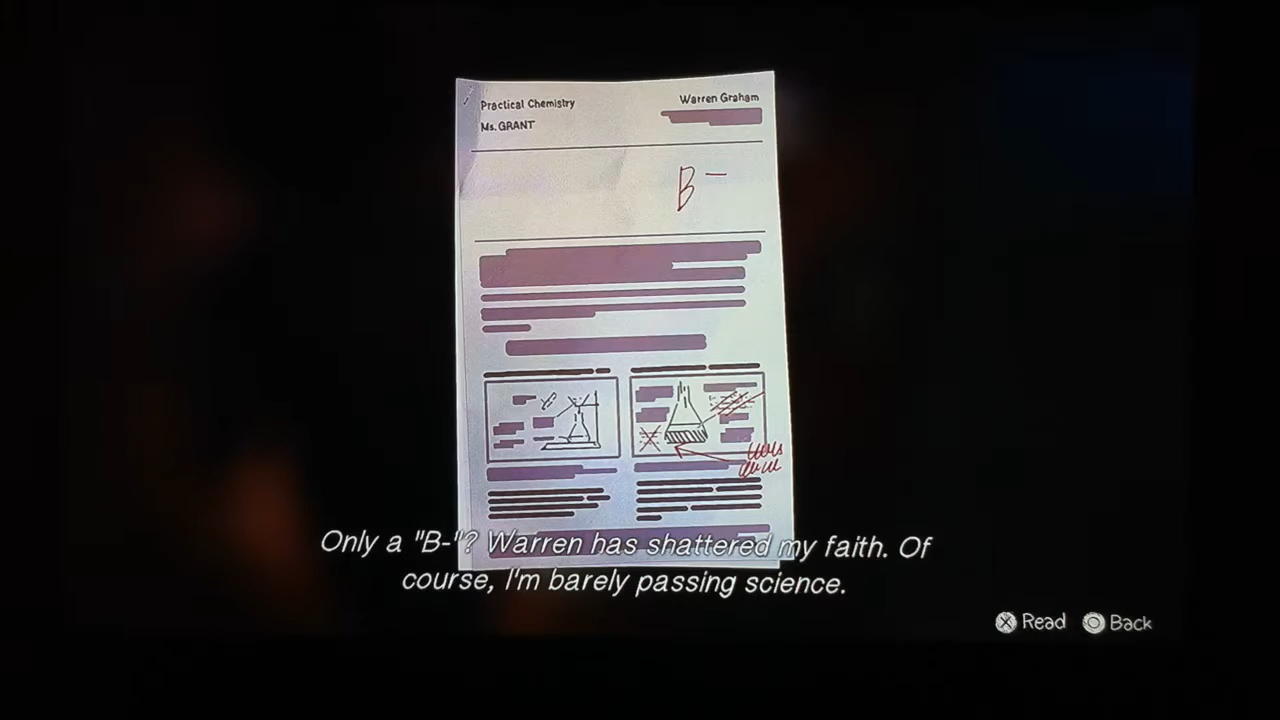 Practical Chemistry
Warren Graham
Ms. GRANT
B-
Only a "B-"? Warren has shattered my faith. Of
course, I'm barely passing science.
Read
Back